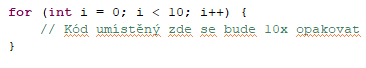 for (int i = 0; i < 10; i++) {
// Kód umístěný zde se bude 10x opakovat
}